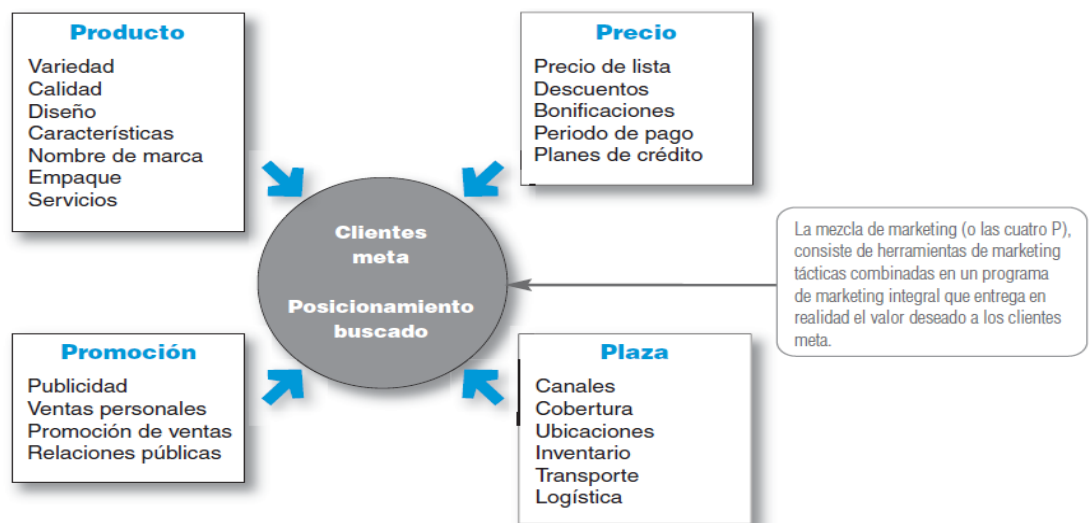 Producto
Variedad
Calidad
Diseño
Características
Nombre de marca
Empaque
Servicios
Precio
Precio de lista
Descuentos
Bonificaciones
Periodo de pago
Planes de crédito
Clientes
meta
Posicionamiento
buscado
La mezcla de marketing (o las cuatro P),
consiste de herramientas de marketing
tácticas combinadas en un programa
de marketing integral que entrega en
realidad el valor deseado a los clientes
meta.
Promoción
Publicidad
Ventas personales
Promoción de ventas
Relaciones públicas
Plaza
Canales
Cobertura
Ubicaciones
Inventario
Transporte
Logística